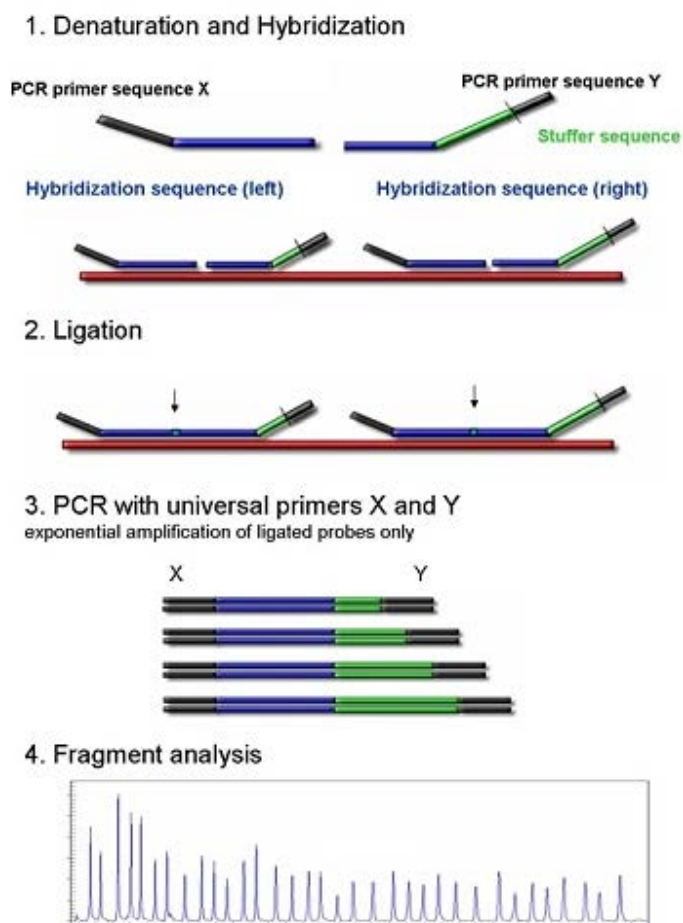 1. Denaturation and Hybridization
PCR primer sequence X
PCR primer sequence Y
Stuffer sequence
Hybridization sequence (left)
Hybridization sequence (right)
2. Ligation
3. PCR with universal primers X and Y
exponential amplification of ligated probes only
X Y
4. Fragment analysis